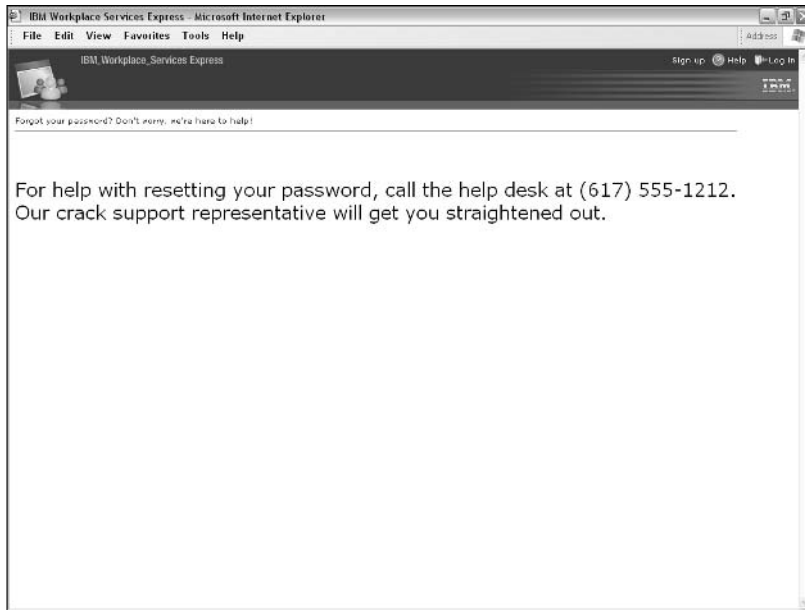 IBM Workplace Services Express - Microsoft Internet Explorer
File Edit View Favorites Tools Help
Address
IBM_Workplace_Services Express
Sign up Help Log In
IBM.
Forgot your password? Don't worry, we're here to help!
For help with resetting your password, call the help desk at (617) 555-1212.
Our crack support representative will get you straightened out.